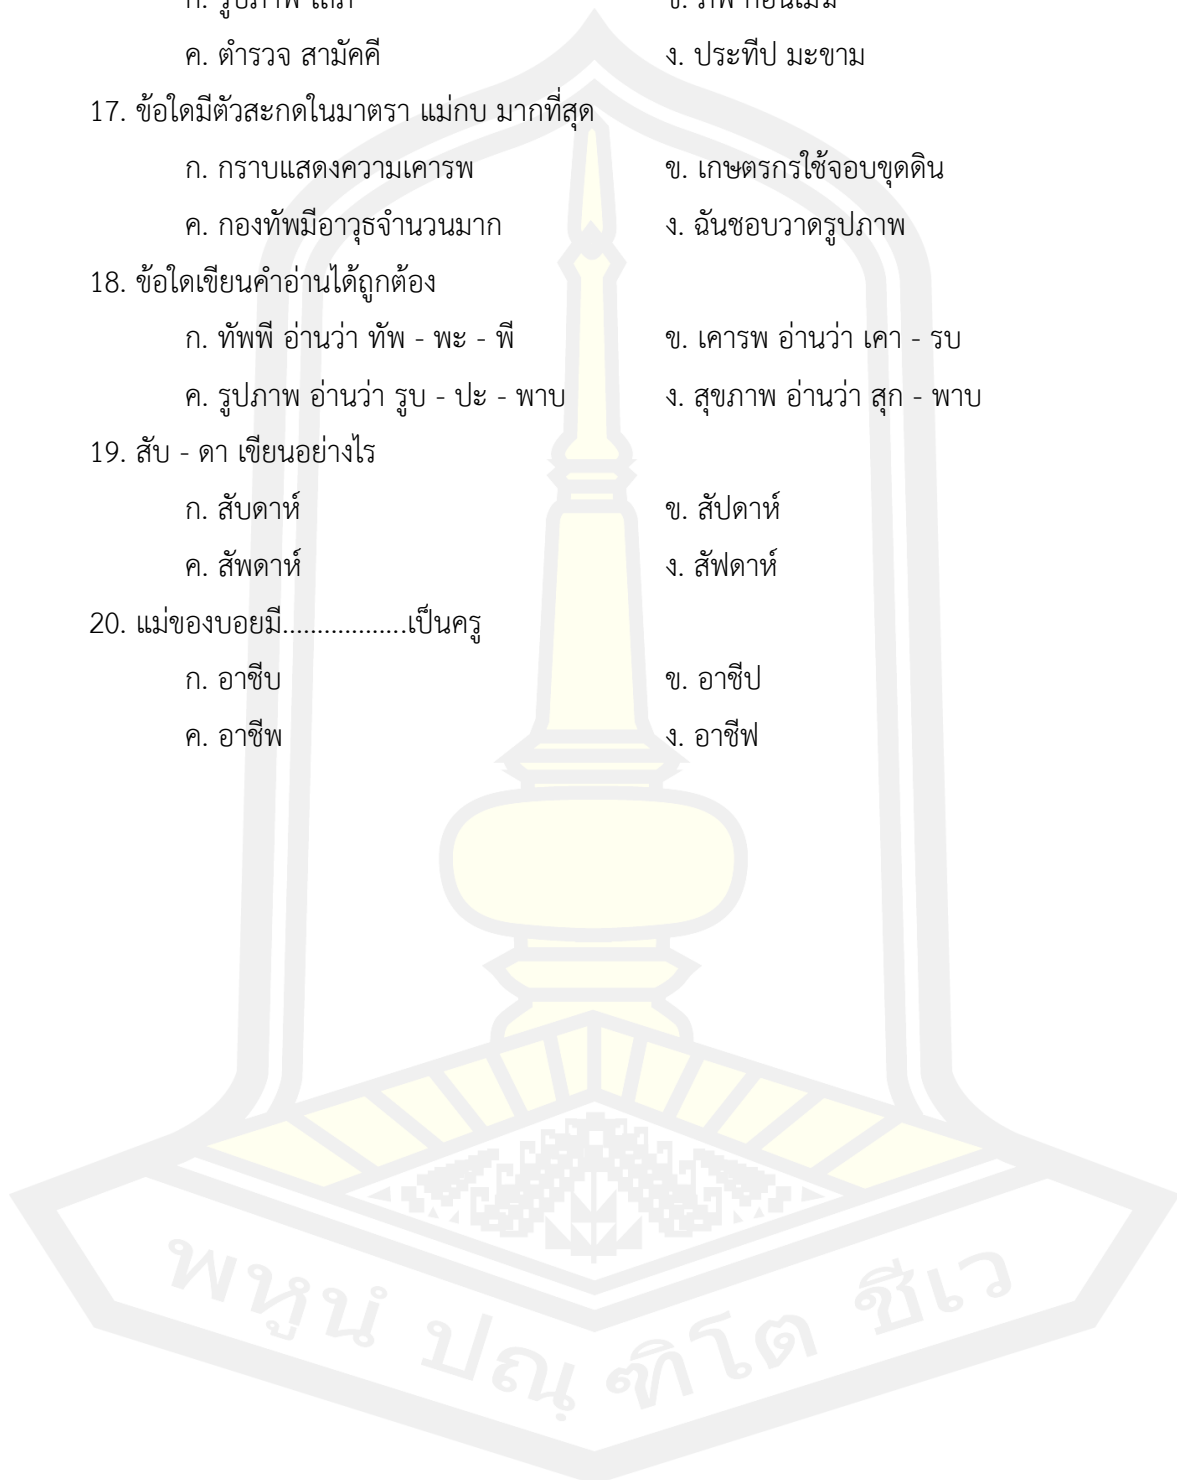 ค. ตำรวจ สามัคคี ง. ประทีป มะขาม
17. ข้อใดมีตัวสะกดในมาตรา แม่กบ มากที่สุด
ก. กราบแสดงความเคารพ ข. เกษตรกรใช้จอบขุดดิน
ค. กองทัพมีอาวุธจำนวนมาก ง. ฉันชอบวาดรูปภาพ
18. ข้อใดเขียนคำอ่านได้ถูกต้อง
ก. ทัพพี อ่านว่า ทัพ - พะ - พี ข. เคารพ อ่านว่า เคา - รบ
ค. รูปภาพ อ่านว่า รูบ - ปะ - พาบ ง. สุขภาพ อ่านว่า สุก - พาบ
19. สับ - ดา เขียนอย่างไร
ก. สับดาห์ ข. สัปดาห์
ค. สัพดาห์ ง. สัฟดาห์
20. แม่ของบอยมี..................เป็นครู
ก. อาชีบ ข. อาชีป
ค. อาชีพ ง. อาชีฟ
พหูนํ ปณฺฑิโต ชีเว